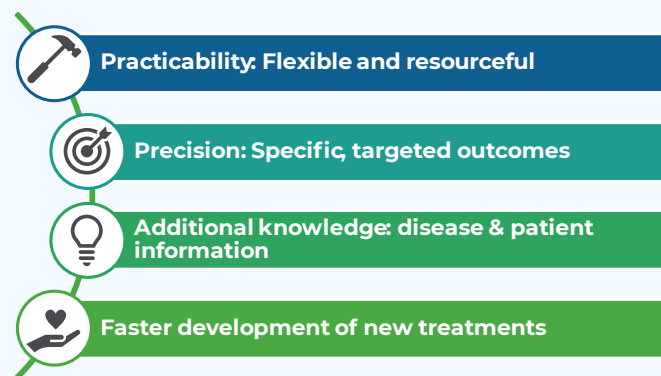 Practicability: Flexible and resourceful
Precision: Specific, targeted outcomes
Additional knowledge: disease & patient
information
Faster development of new treatments